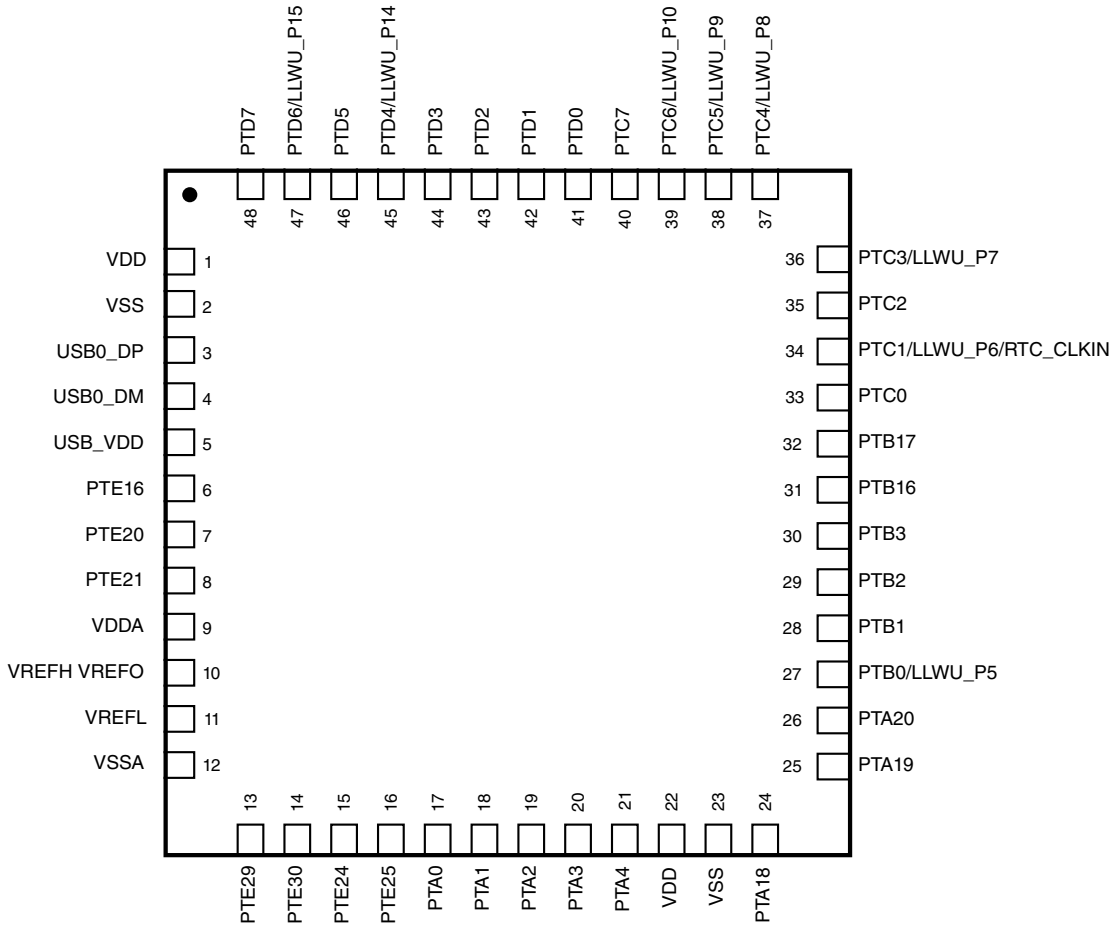 PTD7
PTD6/LLWU_P15
PTD5
PTD4/LLWU_P14
PTD3
PTD2
PTD1
PTD0
PTC7
PTC6/LLWU_P10
PTC5/LLWU_P9
PTC4/LLWU_P8
48
47
46
45
44
43
42
41
40
39
38
37
VDD 1
VSS 2
USB0_DP 3
USB0_DM 4
USB_VDD 5
PTE16 6
PTE20 7
PTE21 8
VDDA 9
VREFH VREFO 10
VREFL 11
VSSA 12
36 PTC3/LLWU_P7
35 PTC2
34 PTC1/LLWU_P6/RTC_CLKIN
33 PTC0
32 PTB17
31 PTB16
30 PTB3
29 PTB2
28 PTB1
27 PTB0/LLWU_P5
26 PTA20
25 PTA19
13
14
15
16
17
18
19
20
21
22
23
24
PTE29
PTE30
PTE24
PTE25
PTA0
PTA1
PTA2
PTA3
PTA4
VDD
VSS
PTA18